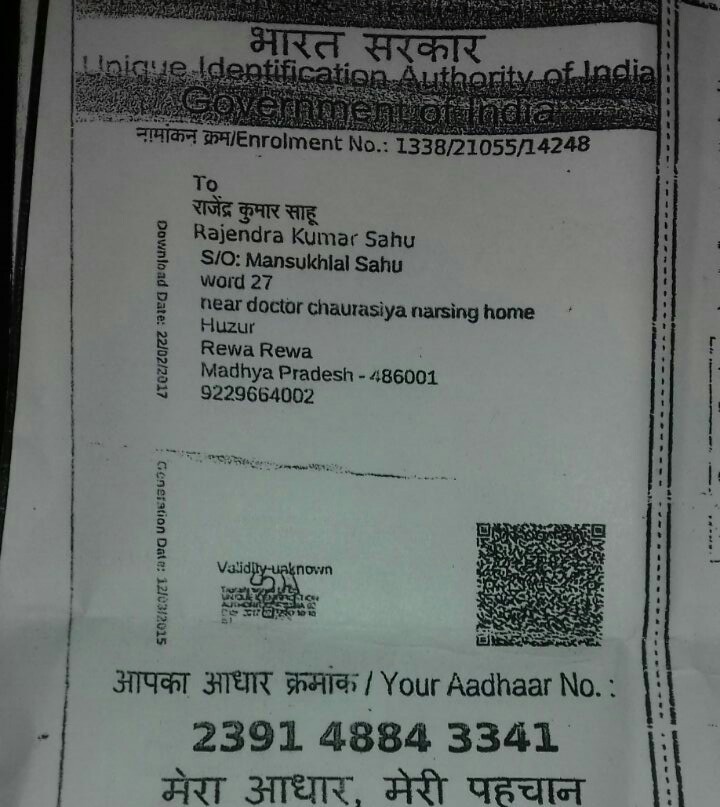 भारत सरकार
Unique Identification Authority of India
Government of India
नामांकन क्रम/Enrolment No.: 1338/21055/14248
To
राजेंद्र कुमार साहू
Rajendra Kumar Sahu
S/O: Mansukhlal Sahu
word 27
near doctor chaurasiya narsing home
Huzur
Rewa Rewa
Madhya Pradesh - 486001
9229664002
Download Date: 22/02/2017
Generation Date: 12/03/2015
Validity unknown
आपका आधार क्रमांक / Your Aadhaar No. :
2391 4884 3341
मेरा आधार, मेरी पहचान